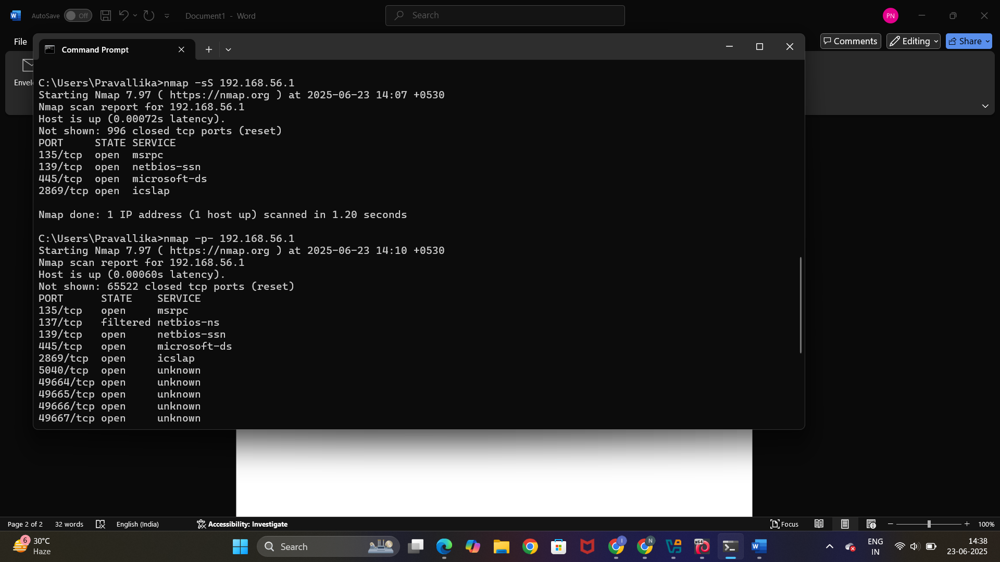 AutoSave Off Document1 - Word Search PN
File Comments Editing Share
Command Prompt
Envel
C:\Users\Pravallika>nmap -sS 192.168.56.1
Starting Nmap 7.97 ( https://nmap.org ) at 2025-06-23 14:07 +0530
Nmap scan report for 192.168.56.1
Host is up (0.00072s latency).
Not shown: 996 closed tcp ports (reset)
PORT     STATE SERVICE
135/tcp  open  msrpc
139/tcp  open  netbios-ssn
445/tcp  open  microsoft-ds
2869/tcp open  icslap
Nmap done: 1 IP address (1 host up) scanned in 1.20 seconds
C:\Users\Pravallika>nmap -p- 192.168.56.1
Starting Nmap 7.97 ( https://nmap.org ) at 2025-06-23 14:10 +0530
Nmap scan report for 192.168.56.1
Host is up (0.00060s latency).
Not shown: 65522 closed tcp ports (reset)
PORT      STATE    SERVICE
135/tcp   open     msrpc
137/tcp   filtered netbios-ns
139/tcp   open     netbios-ssn
445/tcp   open     microsoft-ds
2869/tcp  open     icslap
5040/tcp  open     unknown
49664/tcp open     unknown
49665/tcp open     unknown
49666/tcp open     unknown
49667/tcp open     unknown
Page 2 of 2 32 words English (India) Accessibility: Investigate Focus 100%
6 30°C
Haze
Search
I
N
x64
ENG
IN
14:38
23-06-2025